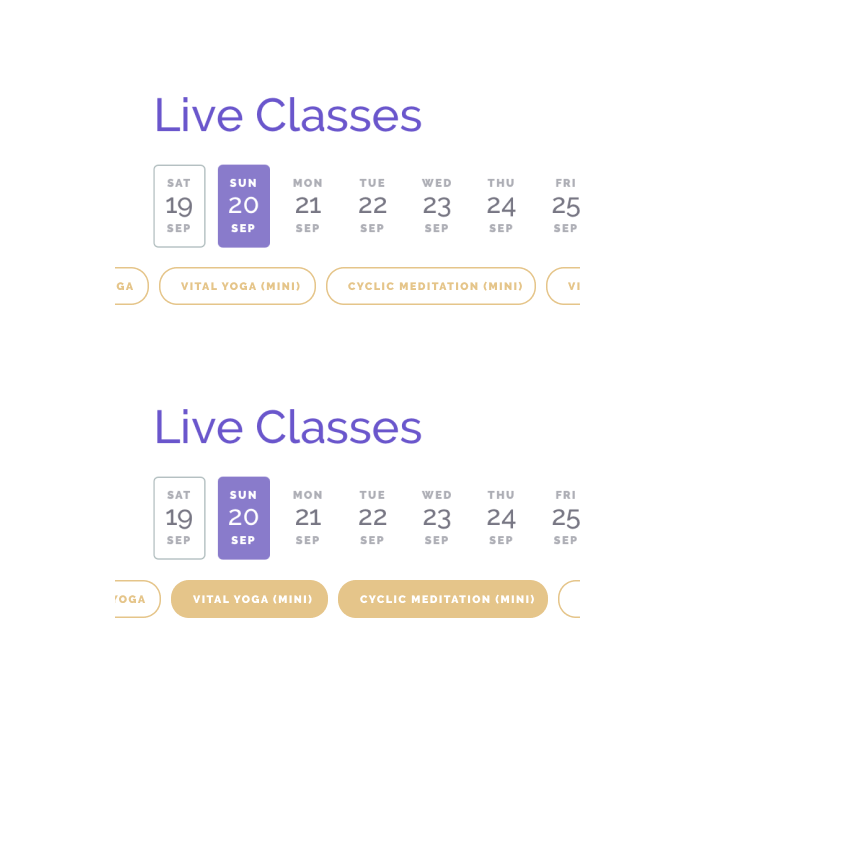 Live Classes
SAT SUN MON TUE WED THU FRI
19 20 21 22 23 24 25
SEP SEP SEP SEP SEP SEP SEP
GA VITAL YOGA (MINI) CYCLIC MEDITATION (MINI) VI
Live Classes
SAT SUN MON TUE WED THU FRI
19 20 21 22 23 24 25
SEP SEP SEP SEP SEP SEP SEP
YOGA VITAL YOGA (MINI) CYCLIC MEDITATION (MINI)